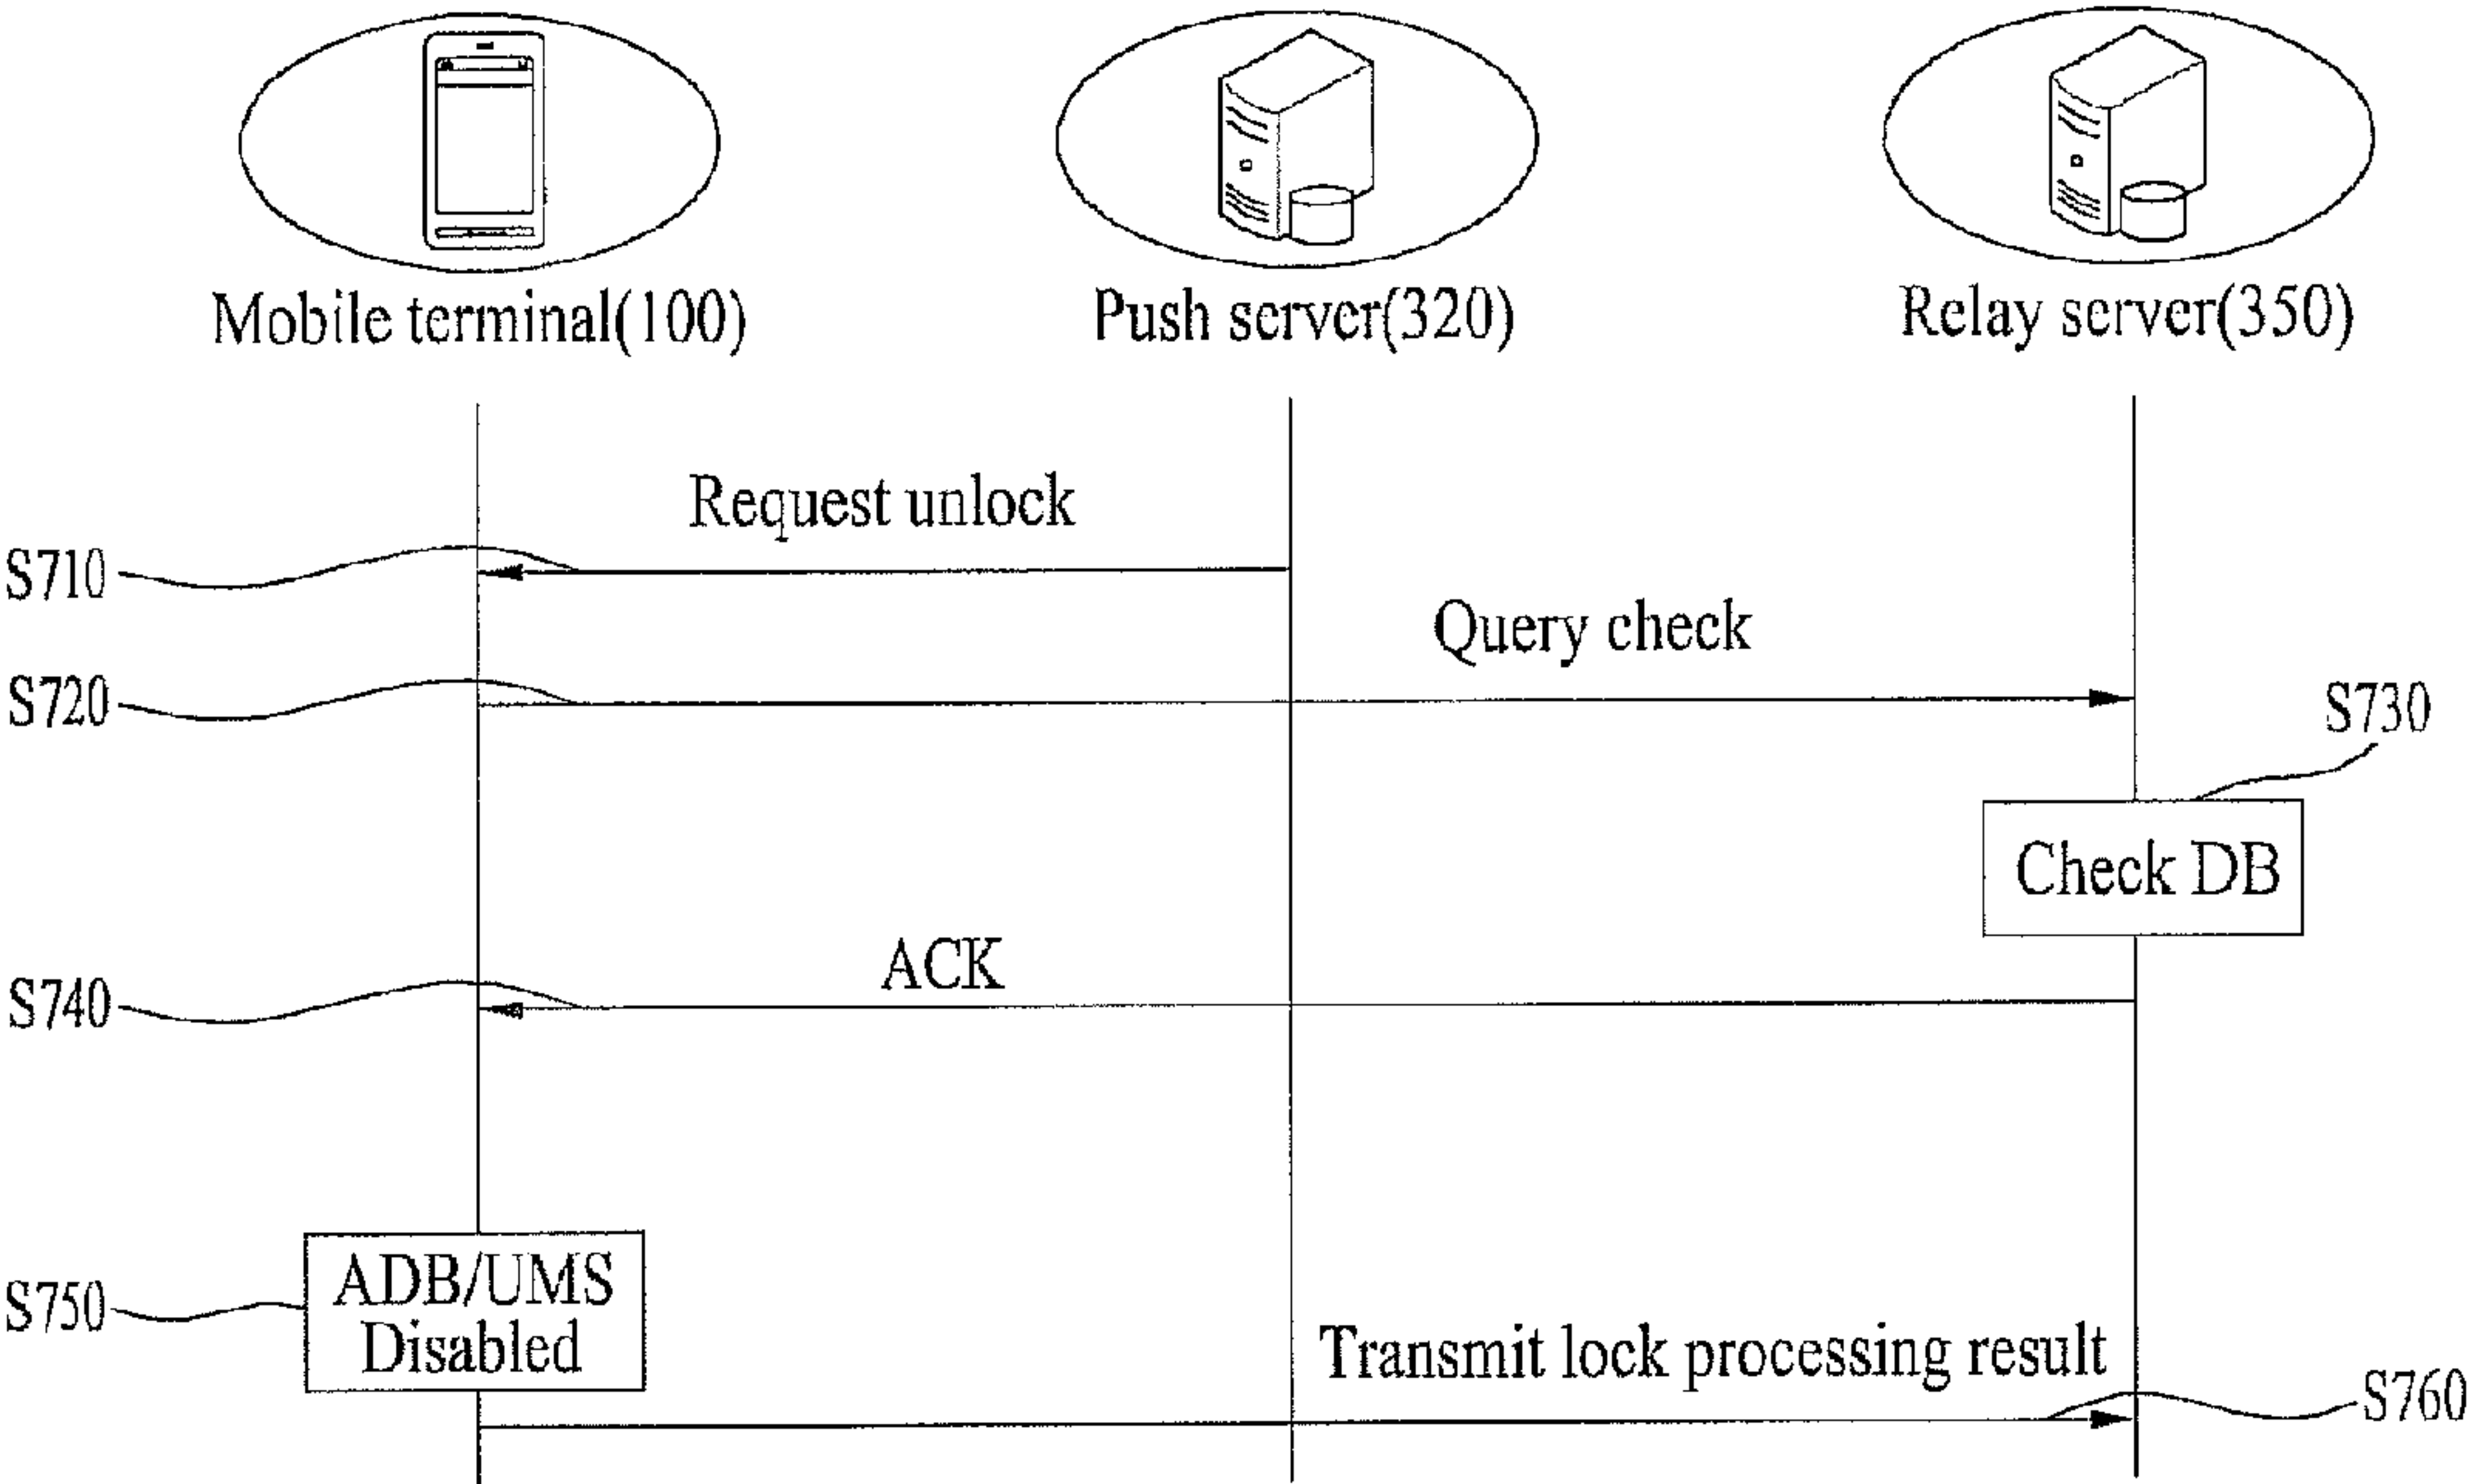 Mobile terminal(100)
Push server(320)
Relay server(350)
Request unlock
S710
Query check
S720
S730
Check DB
ACK
S740
ADB/UMS
Disabled
S750
Transmit lock processing result
S760